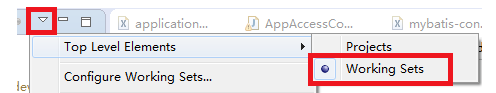 application...
AppAccessCo...
mybatis-con.
Top Level Elements
Projects
Working Sets
Configure Working Sets...